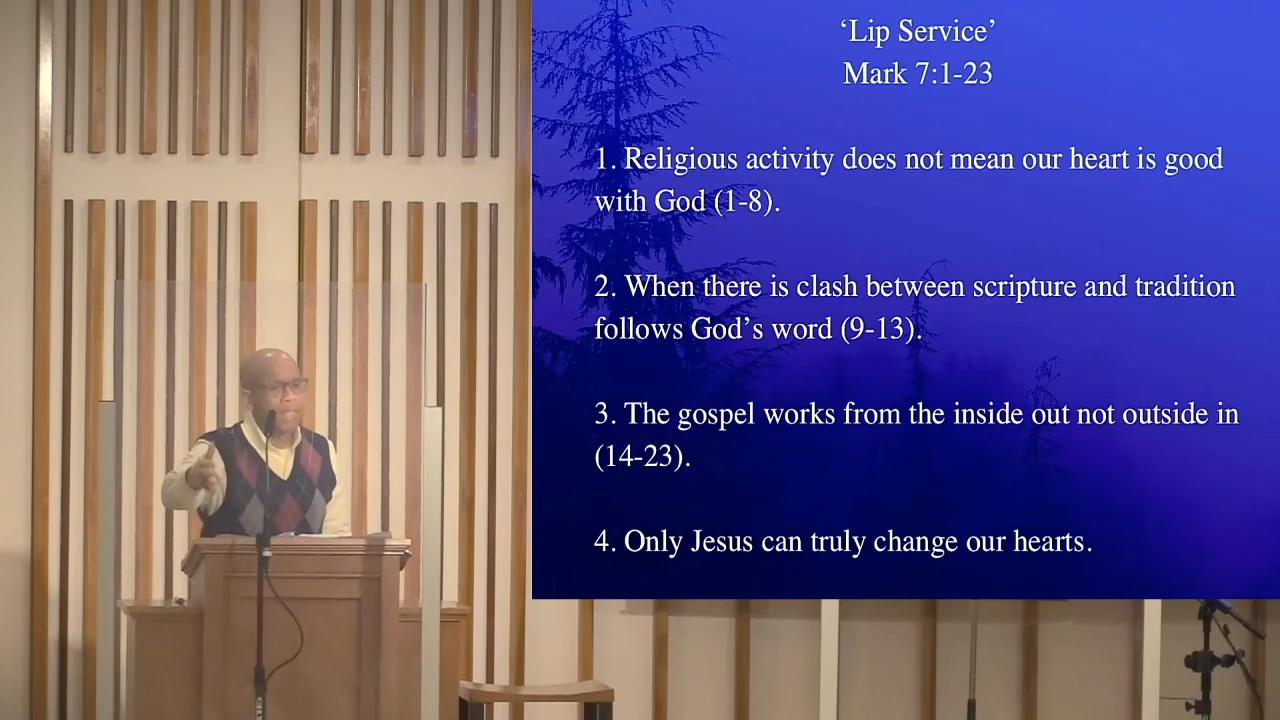 ‘Lip Service’
Mark 7:1-23
1. Religious activity does not mean our heart is good
with God (1-8).
2. When there is clash between scripture and tradition
follows God’s word (9-13).
3. The gospel works from the inside out not outside in
(14-23).
4. Only Jesus can truly change our hearts.